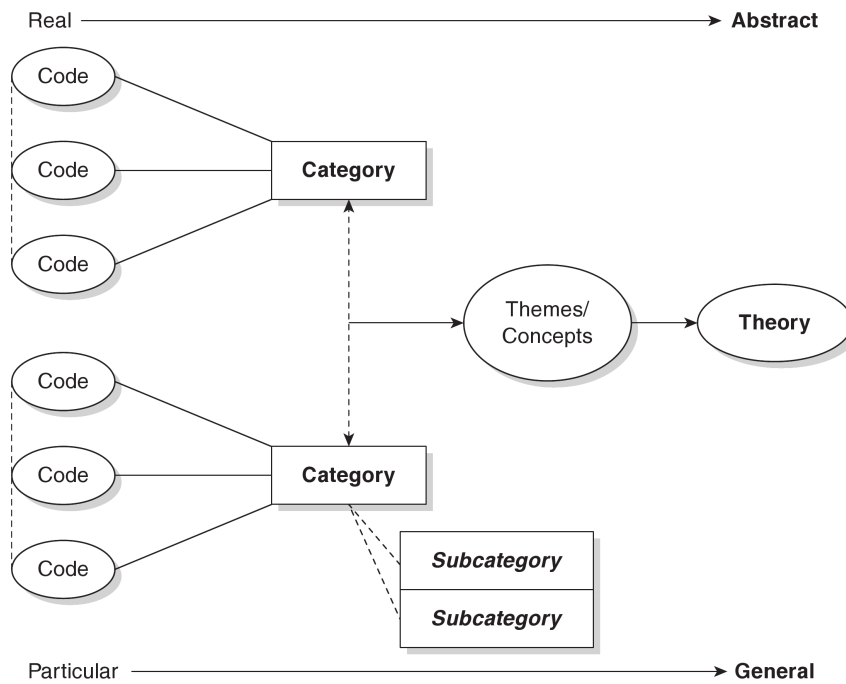 Real
Abstract
Code
Code
Category
Code
Themes/
Concepts
Theory
Code
Code
Category
Code
Subcategory
Subcategory
Particular
General